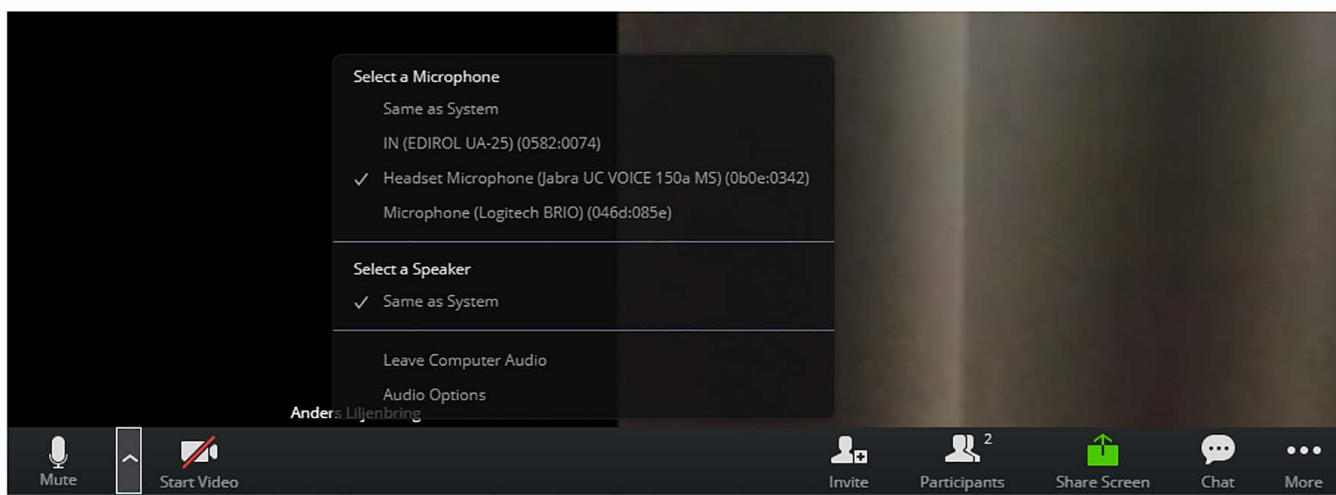 Select a Microphone
Same as System
IN (EDIROL UA-25) (0582:0074)
✓ Headset Microphone (Jabra UC VOICE 150a MS) (0b0e:0342)
Microphone (Logitech BRIO) (046d:085e)
Select a Speaker
✓ Same as System
Leave Computer Audio
Audio Options
Anders Liljenbring
Mute
Start Video
Invite
Participants 2
Share Screen
Chat
More